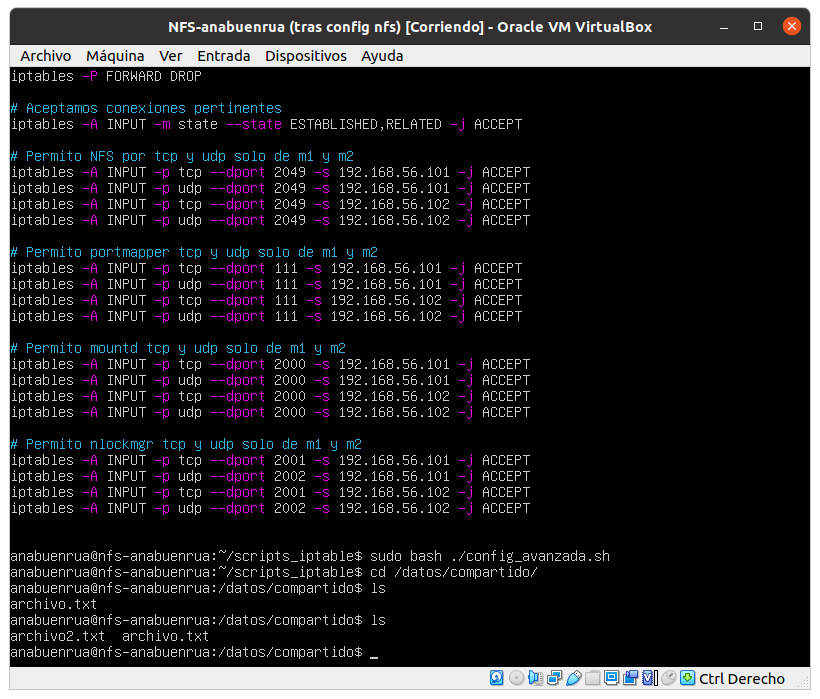 NFS-anabuenrua (tras config nfs) [Corriendo] - Oracle VM VirtualBox
Archivo Máquina Ver Entrada Dispositivos Ayuda
iptables -P FORWARD DROP
# Aceptamos conexiones pertinentes
iptables -A INPUT -m state --state ESTABLISHED,RELATED -j ACCEPT
# Permito NFS por tcp y udp solo de m1 y m2
iptables -A INPUT -p tcp --dport 2049 -s 192.168.56.101 -j ACCEPT
iptables -A INPUT -p udp --dport 2049 -s 192.168.56.101 -j ACCEPT
iptables -A INPUT -p tcp --dport 2049 -s 192.168.56.102 -j ACCEPT
iptables -A INPUT -p udp --dport 2049 -s 192.168.56.102 -j ACCEPT
# Permito portmapper tcp y udp solo de m1 y m2
iptables -A INPUT -p tcp --dport 111 -s 192.168.56.101 -j ACCEPT
iptables -A INPUT -p udp --dport 111 -s 192.168.56.101 -j ACCEPT
iptables -A INPUT -p tcp --dport 111 -s 192.168.56.102 -j ACCEPT
iptables -A INPUT -p udp --dport 111 -s 192.168.56.102 -j ACCEPT
# Permito mountd tcp y udp solo de m1 y m2
iptables -A INPUT -p tcp --dport 2000 -s 192.168.56.101 -j ACCEPT
iptables -A INPUT -p udp --dport 2000 -s 192.168.56.101 -j ACCEPT
iptables -A INPUT -p tcp --dport 2000 -s 192.168.56.102 -j ACCEPT
iptables -A INPUT -p udp --dport 2000 -s 192.168.56.102 -j ACCEPT
# Permito nlockmgr tcp y udp solo de m1 y m2
iptables -A INPUT -p tcp --dport 2001 -s 192.168.56.101 -j ACCEPT
iptables -A INPUT -p udp --dport 2002 -s 192.168.56.101 -j ACCEPT
iptables -A INPUT -p tcp --dport 2001 -s 192.168.56.102 -j ACCEPT
iptables -A INPUT -p udp --dport 2002 -s 192.168.56.102 -j ACCEPT
anabuenrua@nfs-anabuenrua:~/scripts_iptable$ sudo bash ./config_avanzada.sh
anabuenrua@nfs-anabuenrua:~/scripts_iptable$ cd /datos/compartido/
anabuenrua@nfs-anabuenrua:/datos/compartido$ ls
archivo.txt
anabuenrua@nfs-anabuenrua:/datos/compartido$ ls
archivo2.txt archivo.txt
anabuenrua@nfs-anabuenrua:/datos/compartido$ _
Ctrl Derecho